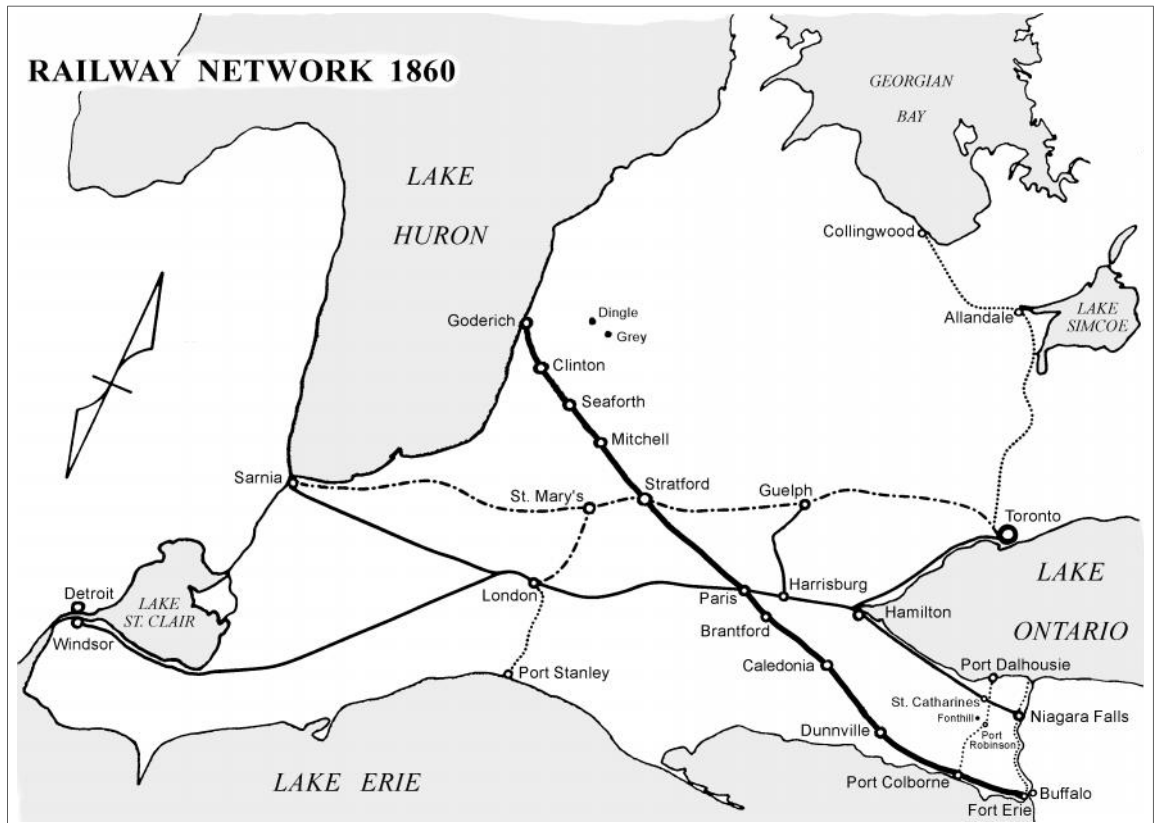 RAILWAY NETWORK 1860
GEORGIAN
BAY
LAKE
HURON
Collingwood
Goderich
Dingle
Grey
Allandale
LAKE
SIMCOE
Clinton
Seaforth
Mitchell
Sarnia
St. Mary's
Stratford
Guelph
Toronto
Detroit
LAKE
ST. CLAIR
Windsor
London
Paris
Harrisburg
Hamilton
LAKE
ONTARIO
Brantford
Port Stanley
Caledonia
Port Dalhousie
St. Catharines
Fonthill
Niagara Falls
Port
Robinson
Dunnville
LAKE ERIE
Port Colborne
Buffalo
Fort Erie